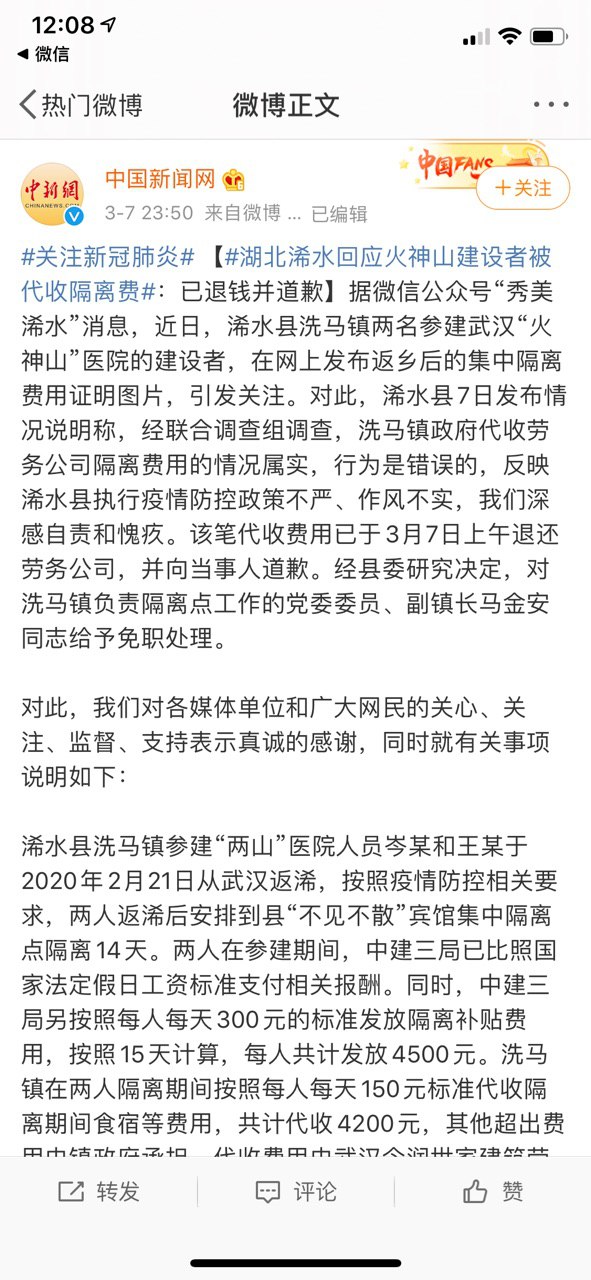 12:08
微信
热门微博
微博正文
中国FANS
中新網
CHINANEWS.COM
中国新闻网
+关注
3-7 23:50 来自微博 ... 已编辑
#关注新冠肺炎# 【#湖北浠水回应火神山建设者被
代收隔离费#：已退钱并道歉】据微信公众号“秀美
浠水”消息，近日，浠水县洗马镇两名参建武汉“火
神山”医院的建设者，在网上发布返乡后的集中隔离
费用证明图片，引发关注。对此，浠水县7日发布情
况说明称，经联合调查组调查，洗马镇政府代收劳
务公司隔离费用的情况属实，行为是错误的，反映
浠水县执行疫情防控政策不严、作风不实，我们深
感自责和愧疚。该笔代收费用已于3月7日上午退还
劳务公司，并向当事人道歉。经县委研究决定，对
洗马镇负责隔离点工作的党委委员、副镇长马金安
同志给予免职处理。
对此，我们对各媒体单位和广大网民的关心、关
注、监督、支持表示真诚的感谢，同时就有关事项
说明如下：
浠水县洗马镇参建“两山”医院人员岑某和王某于
2020年2月21日从武汉返浠，按照疫情防控相关要
求，两人返浠后安排到县“不见不散”宾馆集中隔离
点隔离14天。两人在参建期间，中建三局已比照国
家法定假日工资标准支付相关报酬。同时，中建三
局另按照每人每天300元的标准发放隔离补贴费
用，按照15天计算，每人共计发放4500元。洗马
镇在两人隔离期间按照每人每天150元标准代收隔
离期间食宿等费用，共计代收4200元，其他超出费
用由镇政府承担。代收费用由武汉金润世家建筑劳
转发
评论
赞